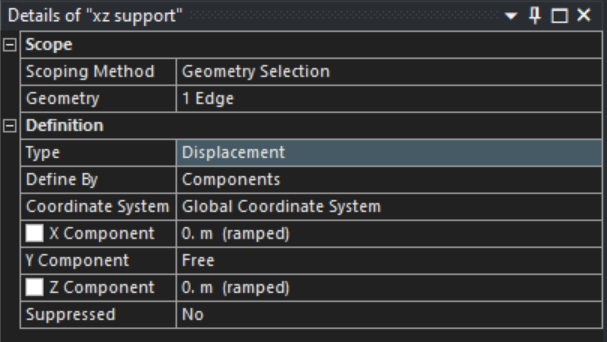 Details of "xz support"
Scope
Scoping Method Geometry Selection
Geometry 1 Edge
Definition
Type Displacement
Define By Components
Coordinate System Global Coordinate System
X Component 0. m (ramped)
Y Component Free
Z Component 0. m (ramped)
Suppressed No